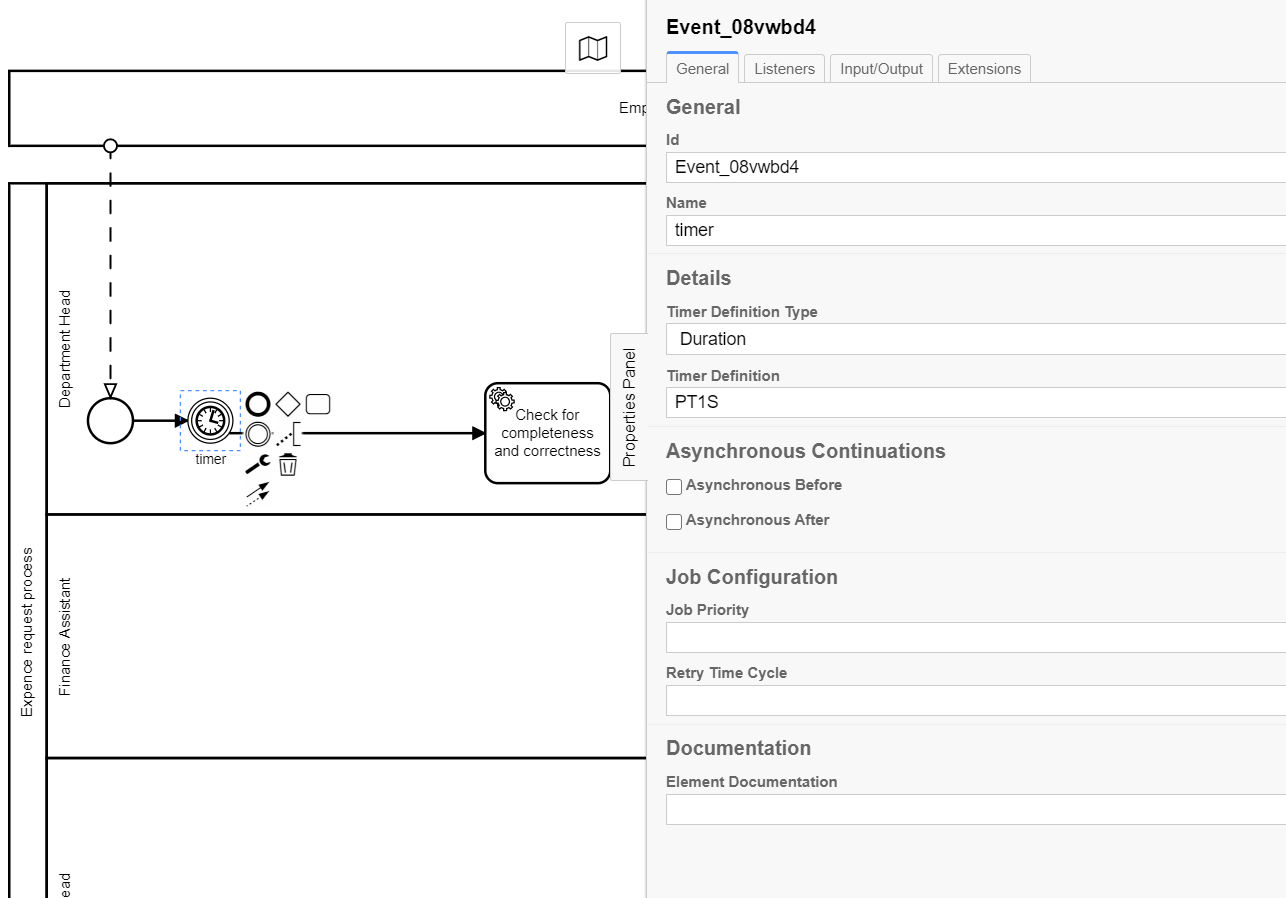 Emp
Expence request process
Department Head
timer
Check for
completeness
and correctness
Finance Assistant
ead
Properties Panel
Event_08vwbd4
General
Listeners
Input/Output
Extensions
General
Id
Event_08vwbd4
Name
timer
Details
Timer Definition Type
Duration
Timer Definition
PT1S
Asynchronous Continuations
Asynchronous Before
Asynchronous After
Job Configuration
Job Priority
Retry Time Cycle
Documentation
Element Documentation